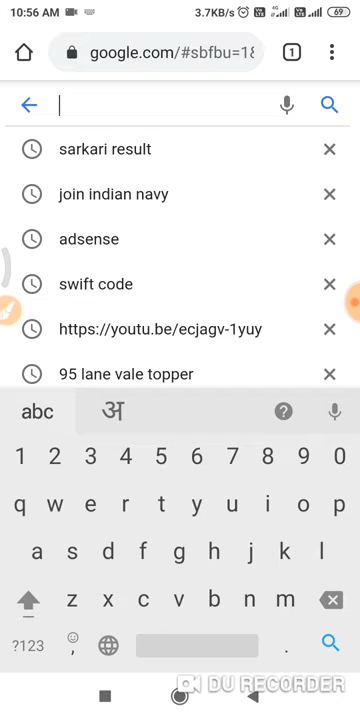 10:56 AM 3.7KB/s 4G 69
google.com/#sbfbu=1
1
sarkari result
join indian navy
adsense
swift code
https://youtu.be/ecjagv-1yuy
95 lane vale topper
abc अ ?
1 2 3 4 5 6 7 8 9 0
q w e r t y u i o p
a s d f g h j k l
z x c v b n m
?123 , .
DU RECORDER